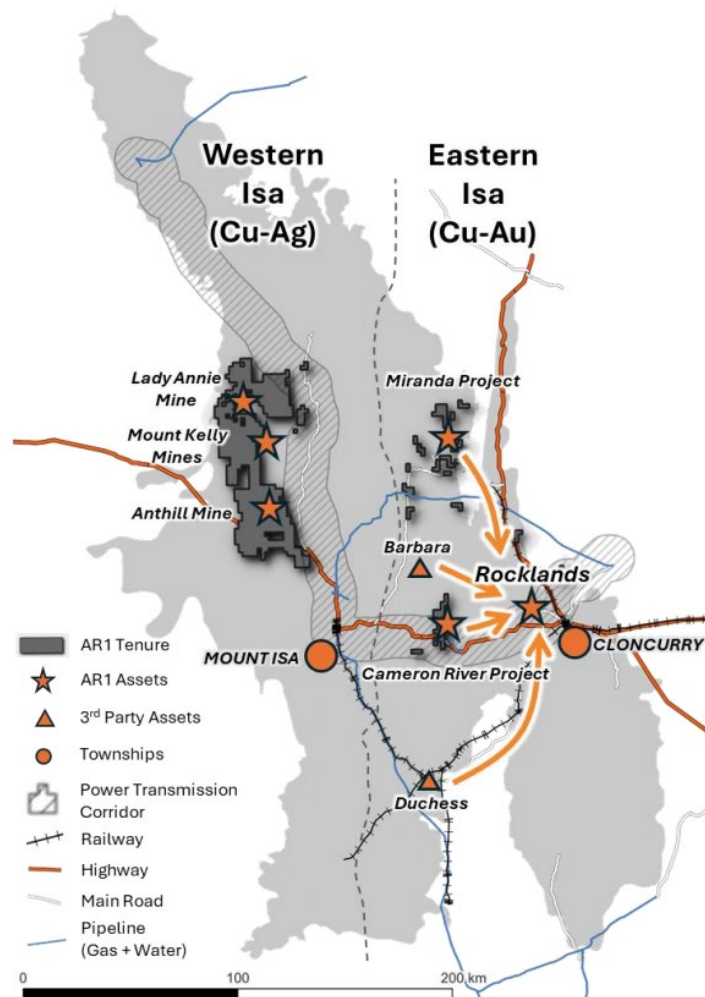 Western
Isa
(Cu-Ag)
Eastern
Isa
(Cu-Au)
Lady Annie
Mine
Mount Kelly
Mines
Anthill Mine
Miranda Project
Barbara
Rocklands
MOUNT ISA
CLONCURRY
Cameron River Project
Duchess
AR1 Tenure
AR1 Assets
3rd Party Assets
Townships
Power Transmission
Corridor
Railway
Highway
Main Road
Pipeline
(Gas + Water)
0 100 200 km